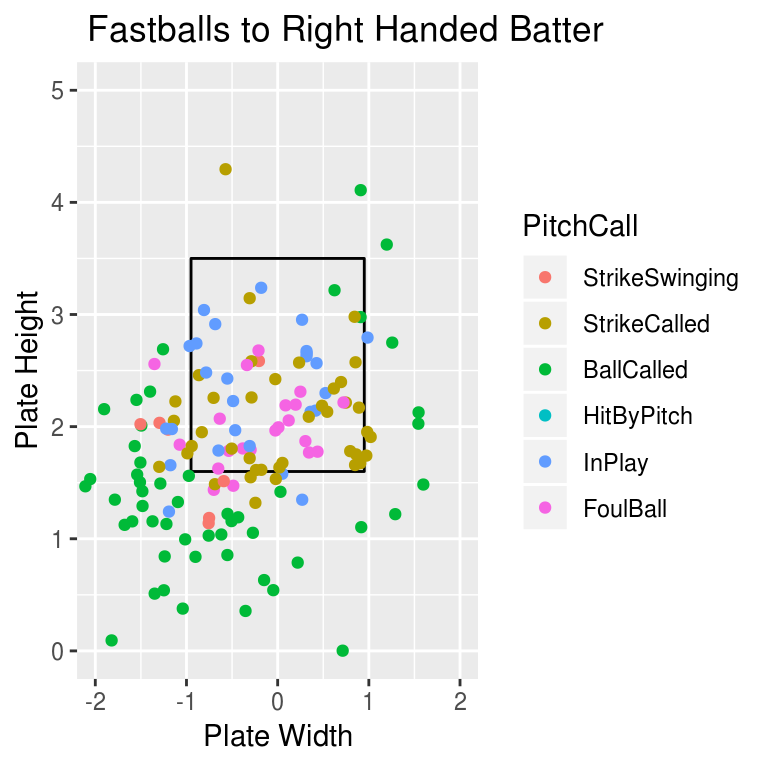 Fastballs to Right Handed Batter
5
4
3
2
1
0
Plate Height
-2 -1 0 1 2
Plate Width
PitchCall
StrikeSwinging
StrikeCalled
BallCalled
HitByPitch
InPlay
FoulBall